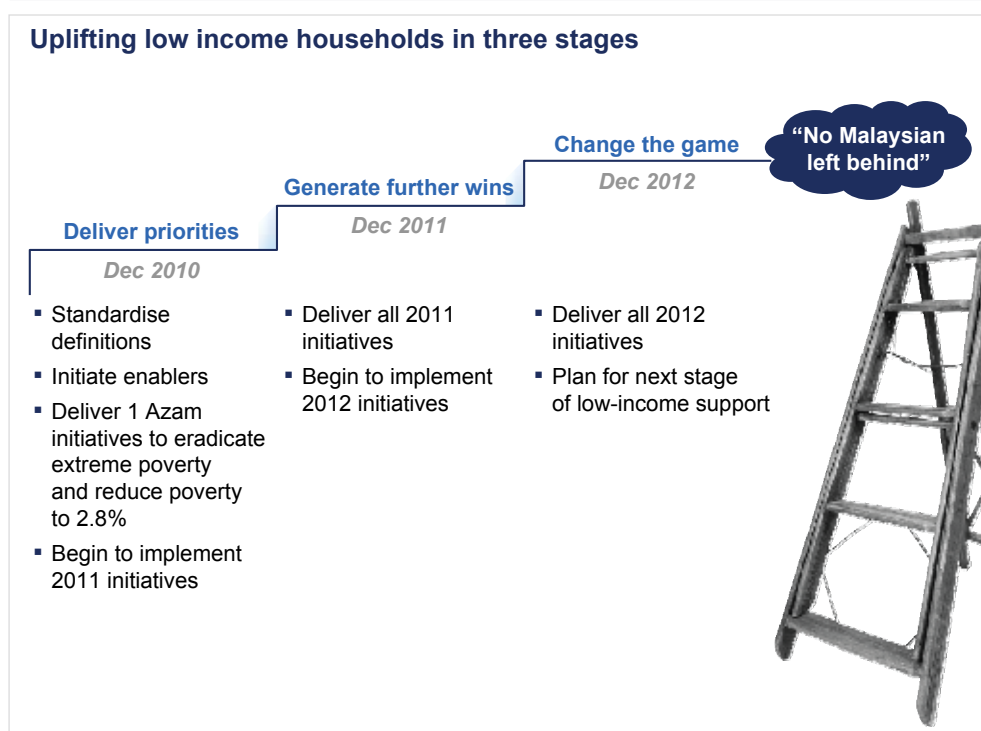 Uplifting low income households in three stages
“No Malaysian
left behind”
Change the game
Dec 2012
Generate further wins
Dec 2011
Deliver priorities
Dec 2010
▪ Standardise
definitions
▪ Initiate enablers
▪ Deliver 1 Azam
initiatives to eradicate
extreme poverty
and reduce poverty
to 2.8%
▪ Begin to implement
2011 initiatives
▪ Deliver all 2011
initiatives
▪ Begin to implement
2012 initiatives
▪ Deliver all 2012
initiatives
▪ Plan for next stage
of low-income support